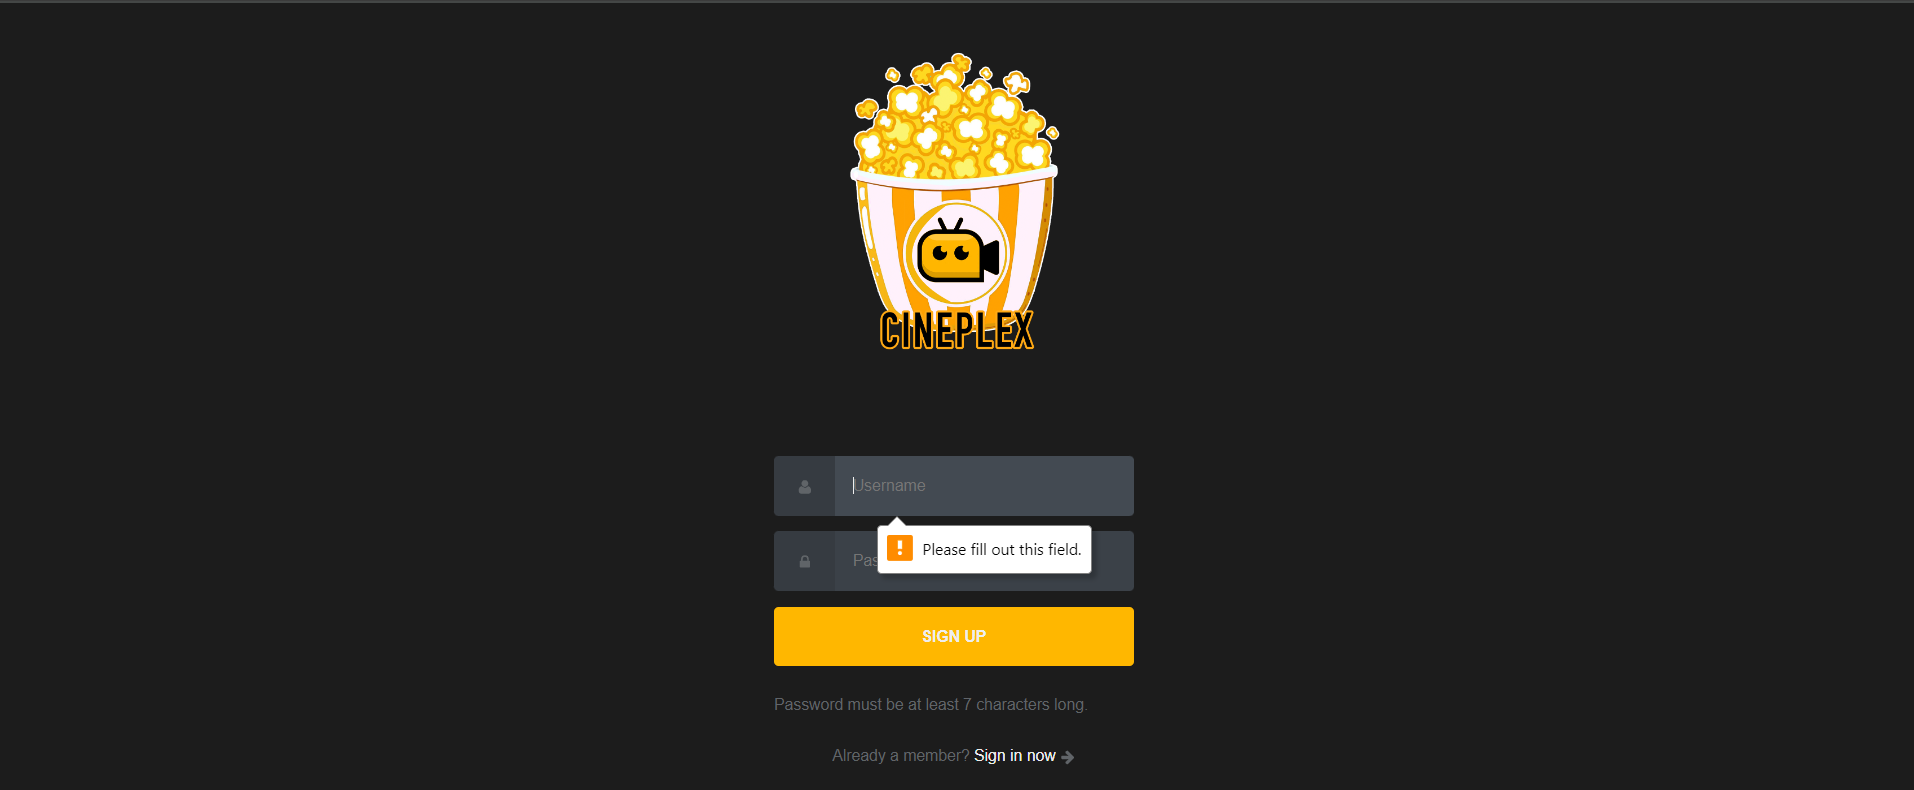 CINEPLEX
Username
Please fill out this field.
SIGN UP
Password must be at least 7 characters long.
Already a member? Sign in now